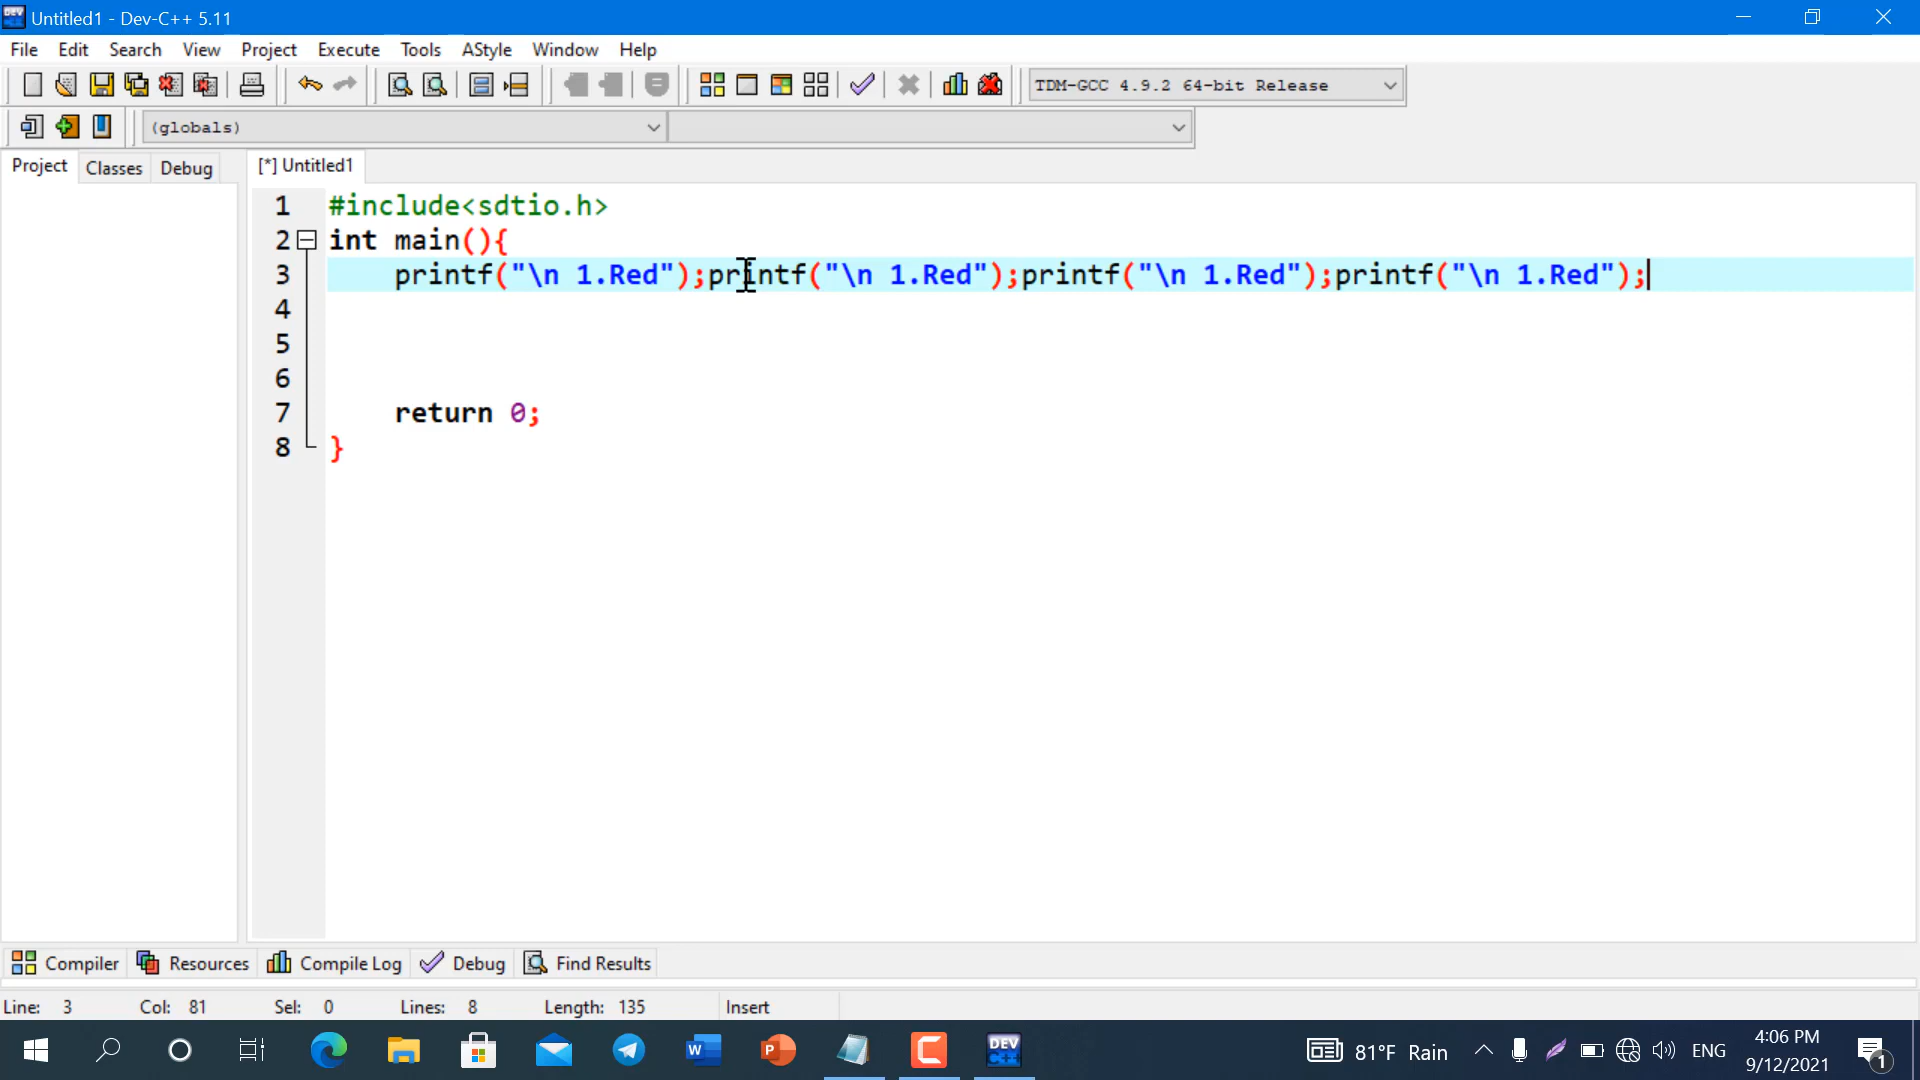 Untitled1 - Dev-C++ 5.11
File Edit Search View Project Execute Tools AStyle Window Help
TDM-GCC 4.9.2 64-bit Release
(globals)
Project Classes Debug [*] Untitled1
1 #include<sdtio.h>
2 int main(){
3 printf("\n 1.Red");printf("\n 1.Red");printf("\n 1.Red");printf("\n 1.Red");
4
5
6
7 return 0;
8 }
Compiler Resources Compile Log Debug Find Results
Line: 3 Col: 81 Sel: 0 Lines: 8 Length: 135 Insert
81°F Rain ENG 4:06 PM
9/12/2021 1